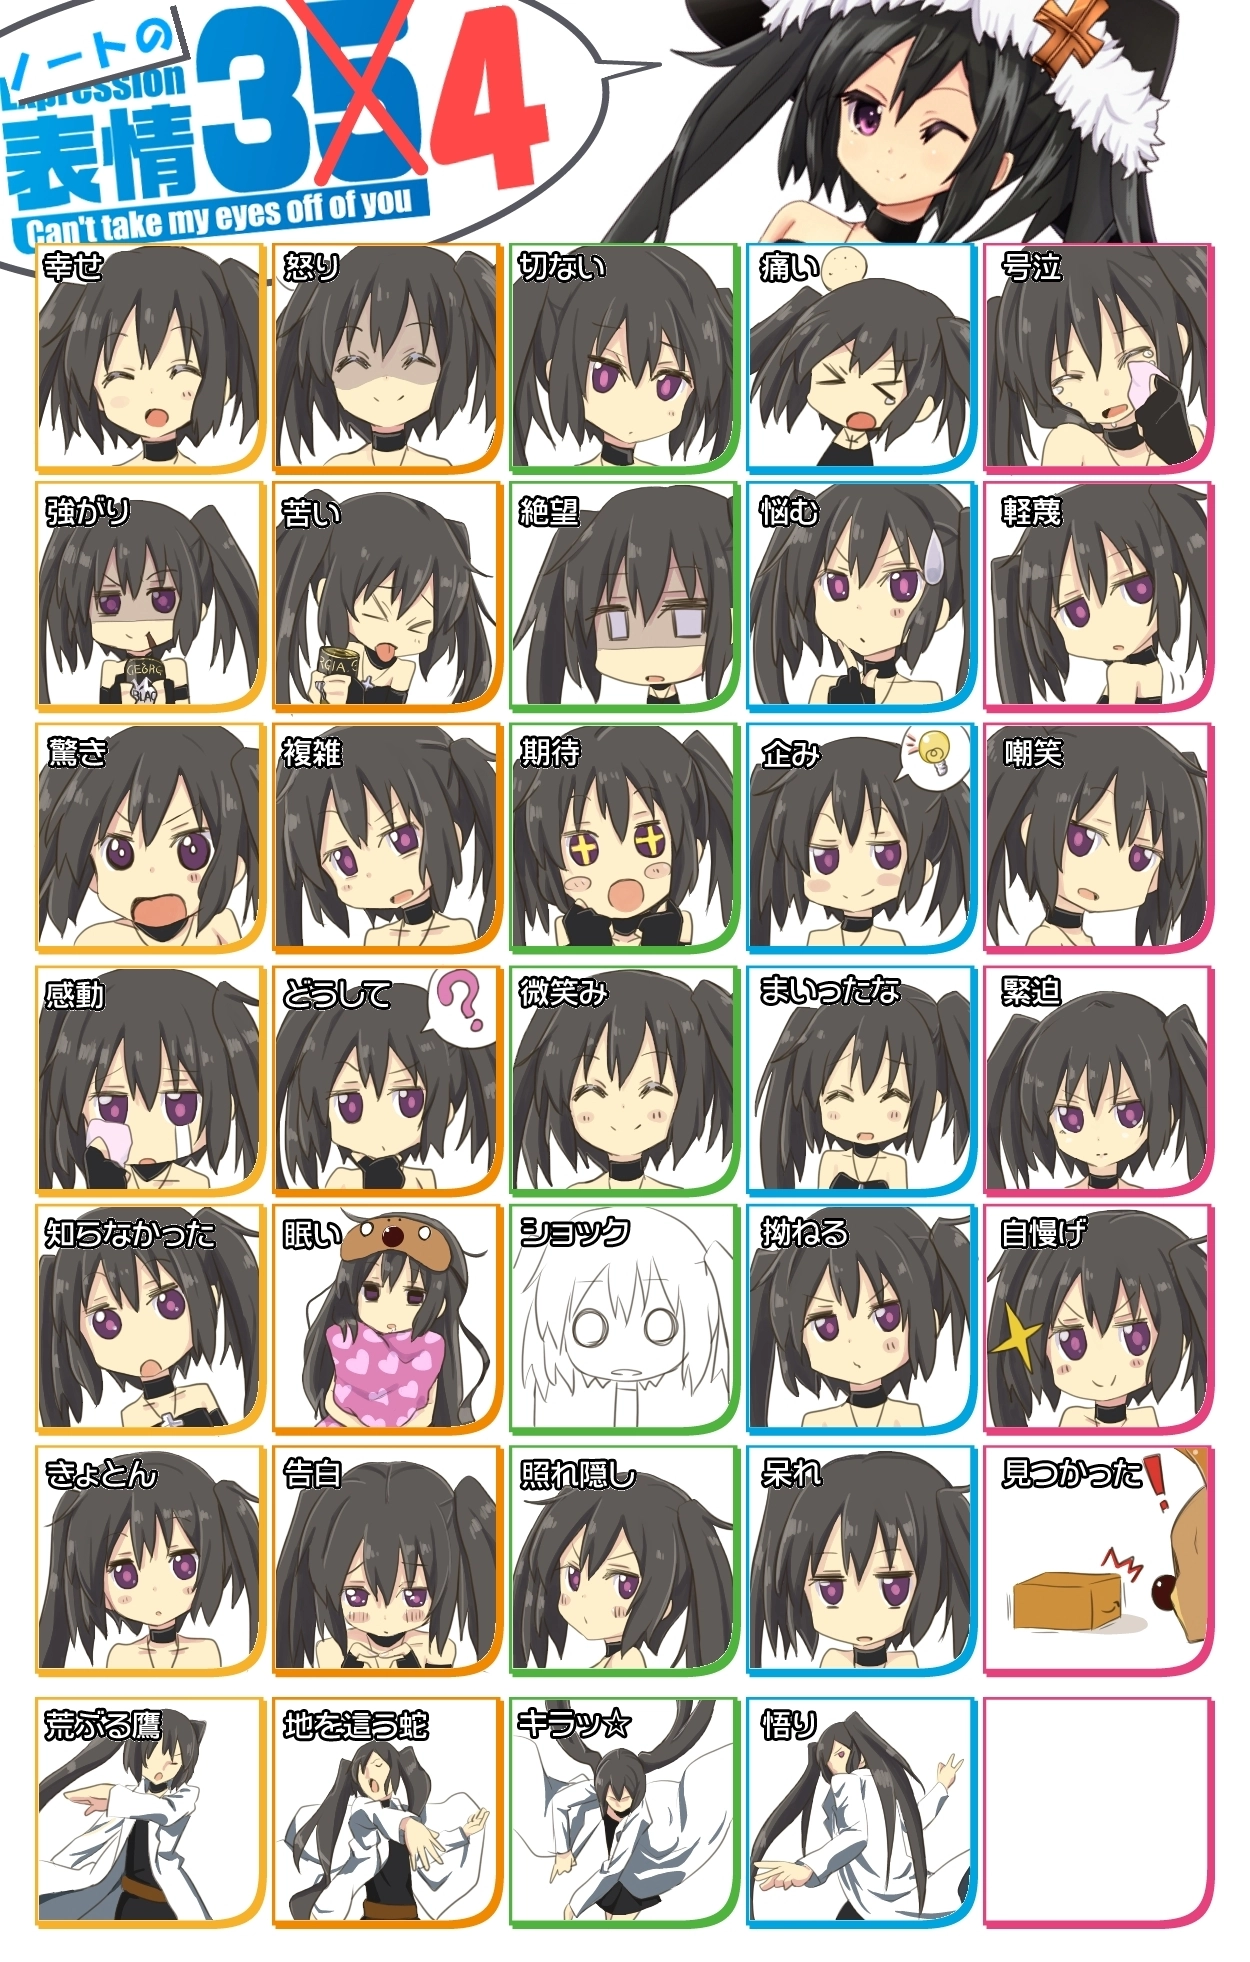 ノートの
Expression
表情35 4
Can't take my eyes off of you
幸せ
怒り
切ない
痛い
号泣
強がり
苦い
絶望
悩む
軽蔑
GEORG
BLAC
RGIA
驚き
複雑
期待
企み
嘲笑
感動
どうして
?
微笑み
まいったな
緊迫
知らなかった
眠い
ショック
拗ねる
自慢げ
きょとん
告白
照れ隠し
呆れ
見つかった
!
荒ぶる鷹
地を這う蛇
キラッ☆
悟り